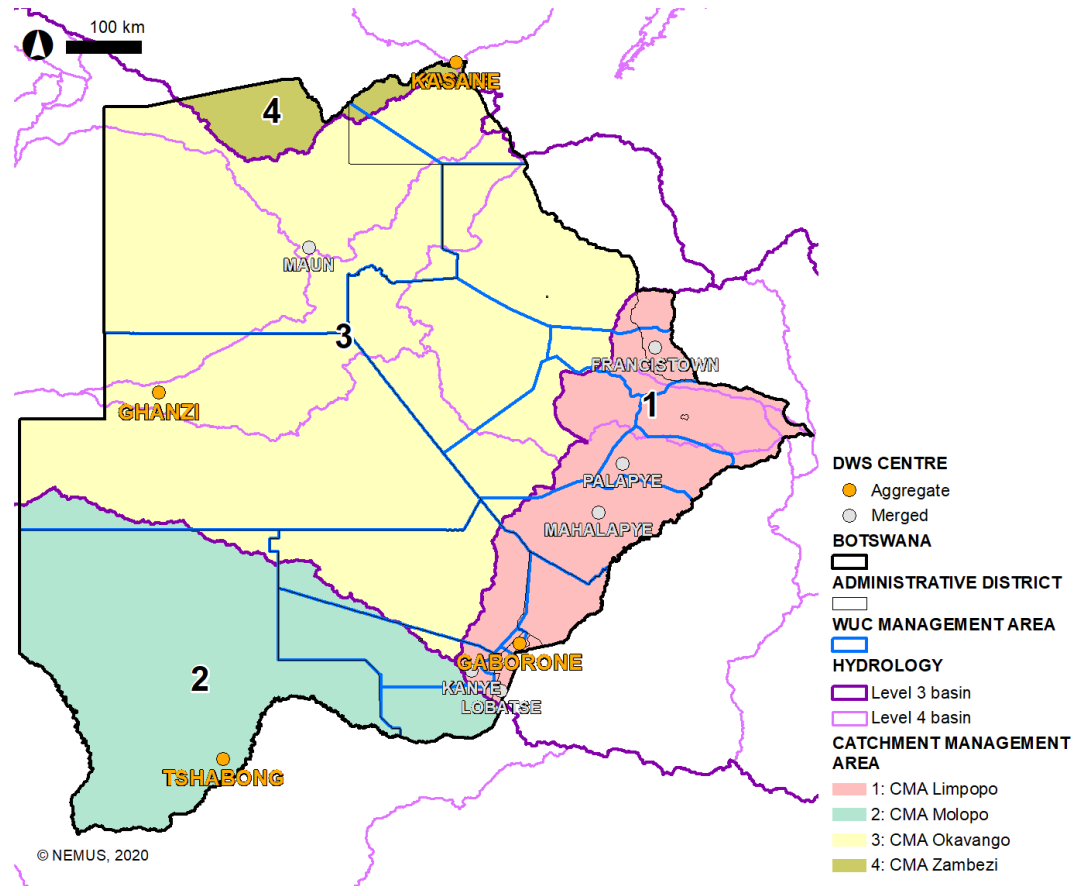 100 km
KASANE
4
MAUN
3
FRANCISTOWN
GHANZI
1
PALAPYE
MAHALAPYE
GABORONE
2
KANYE
LOBATSE
TSHABONG
© NEMUS, 2020
DWS CENTRE
Aggregate
Merged
BOTSWANA
ADMINISTRATIVE DISTRICT
WUC MANAGEMENT AREA
HYDROLOGY
Level 3 basin
Level 4 basin
CATCHMENT MANAGEMENT
AREA
1: CMA Limpopo
2: CMA Molopo
3: CMA Okavango
4: CMA Zambezi